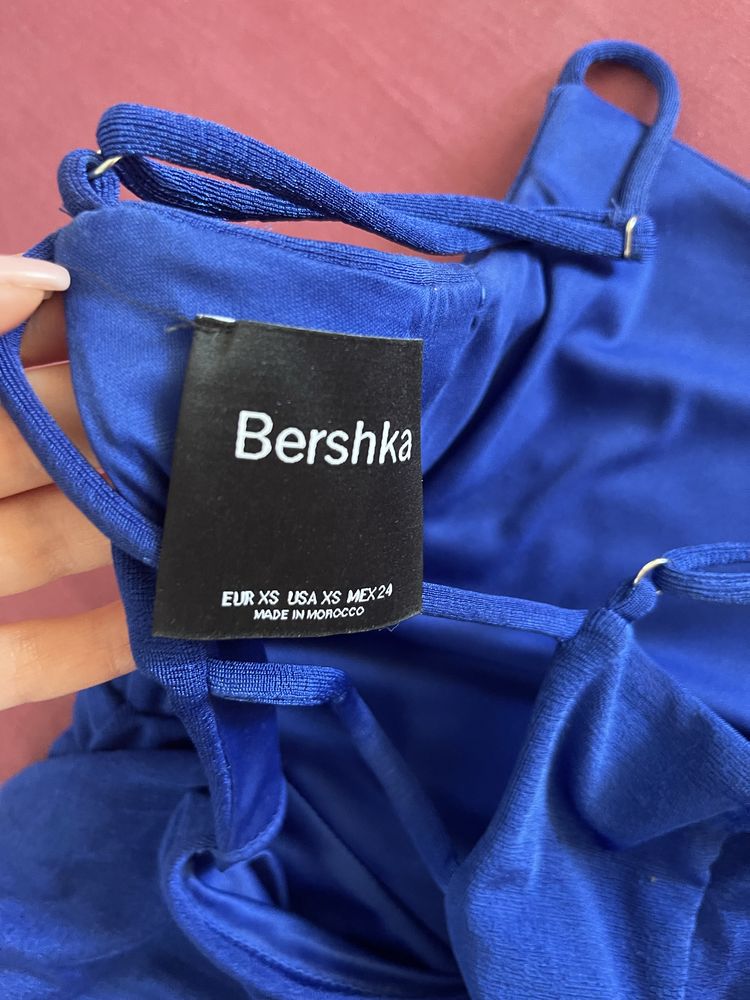 Bershka
EUR XS USA XS MEX 24
MADE IN MOROCCO